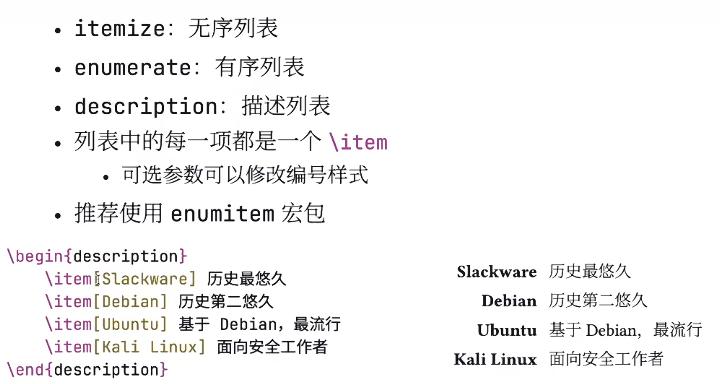 • itemize：无序列表
• enumerate：有序列表
• description：描述列表
• 列表中的每一项都是一个 \item
• 可选参数可以修改编号样式
• 推荐使用 enumitem 宏包
\begin{description}
\item[Slackware] 历史最悠久
\item[Debian] 历史第二悠久
\item[Ubuntu] 基于 Debian，最流行
\item[Kali Linux] 面向安全工作者
\end{description}
Slackware 历史最悠久
Debian 历史第二悠久
Ubuntu 基于 Debian，最流行
Kali Linux 面向安全工作者